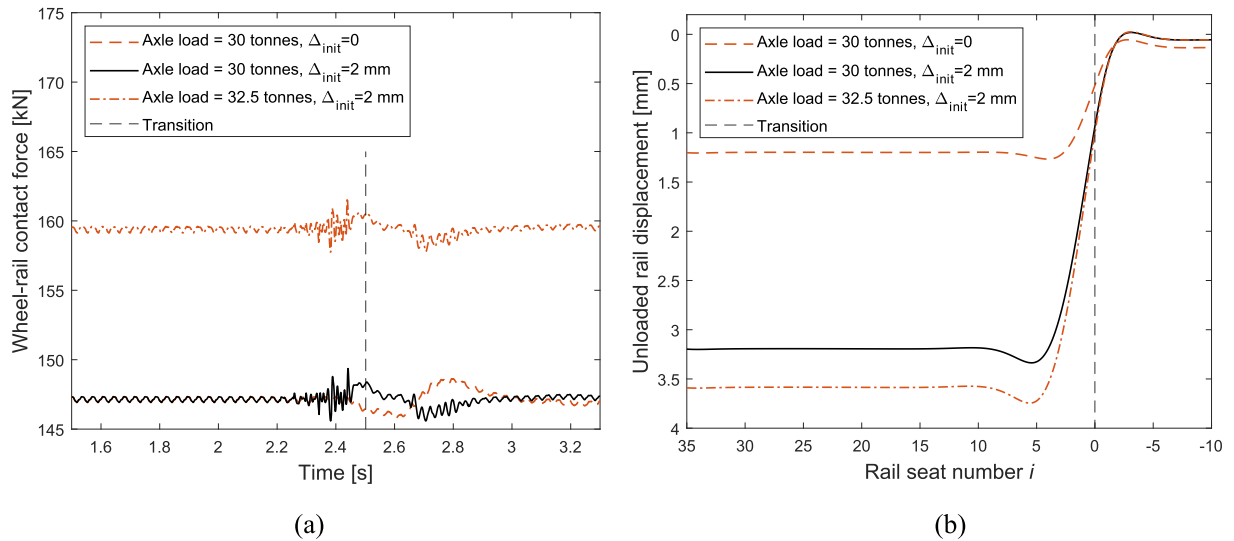 175
170
165
160
155
150
145
Wheel-rail contact force [kN]
Axle load = 30 tonnes, Δinit=0
Axle load = 30 tonnes, Δinit=2 mm
Axle load = 32.5 tonnes, Δinit=2 mm
Transition
1.6 1.8 2 2.2 2.4 2.6 2.8 3 3.2
Time [s]
(a)
0
0.5
1
1.5
2
2.5
3
3.5
4
Unloaded rail displacement [mm]
Axle load = 30 tonnes, Δinit=0
Axle load = 30 tonnes, Δinit=2 mm
Axle load = 32.5 tonnes, Δinit=2 mm
Transition
35 30 25 20 15 10 5 0 -5 -10
Rail seat number i
(b)